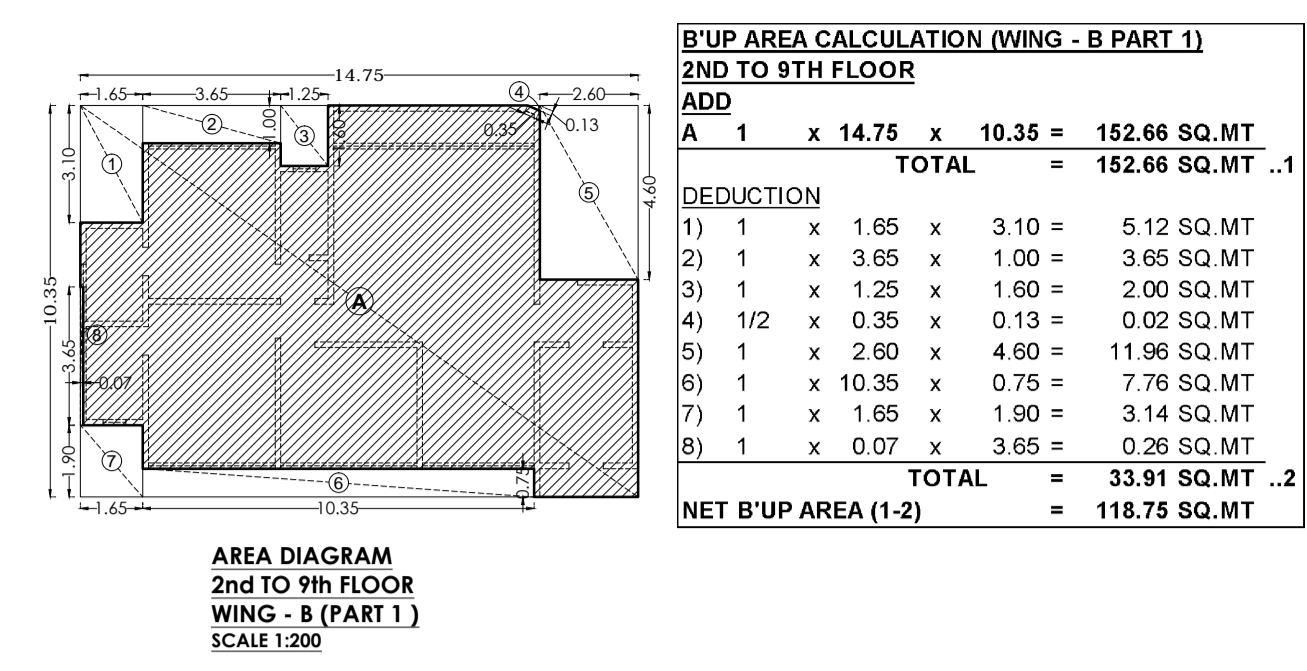 14.75
1.65 3.65 1.25 4 2.60
1.00 2 3 1.60 0.35 0.13
3.10 1 5 4.60
10.35 A
8
3.65
0.07
1.90 7 6 0.75
1.65 10.35
AREA DIAGRAM
2nd TO 9th FLOOR
WING - B (PART 1 )
SCALE 1:200
B'UP AREA CALCULATION (WING - B PART 1)
2ND TO 9TH FLOOR
ADD
A 1 x 14.75 x 10.35 = 152.66 SQ.MT
TOTAL = 152.66 SQ.MT ..1
DEDUCTION
1) 1 x 1.65 x 3.10 = 5.12 SQ.MT
2) 1 x 3.65 x 1.00 = 3.65 SQ.MT
3) 1 x 1.25 x 1.60 = 2.00 SQ.MT
4) 1/2 x 0.35 x 0.13 = 0.02 SQ.MT
5) 1 x 2.60 x 4.60 = 11.96 SQ.MT
6) 1 x 10.35 x 0.75 = 7.76 SQ.MT
7) 1 x 1.65 x 1.90 = 3.14 SQ.MT
8) 1 x 0.07 x 3.65 = 0.26 SQ.MT
TOTAL = 33.91 SQ.MT ..2
NET B'UP AREA (1-2) = 118.75 SQ.MT